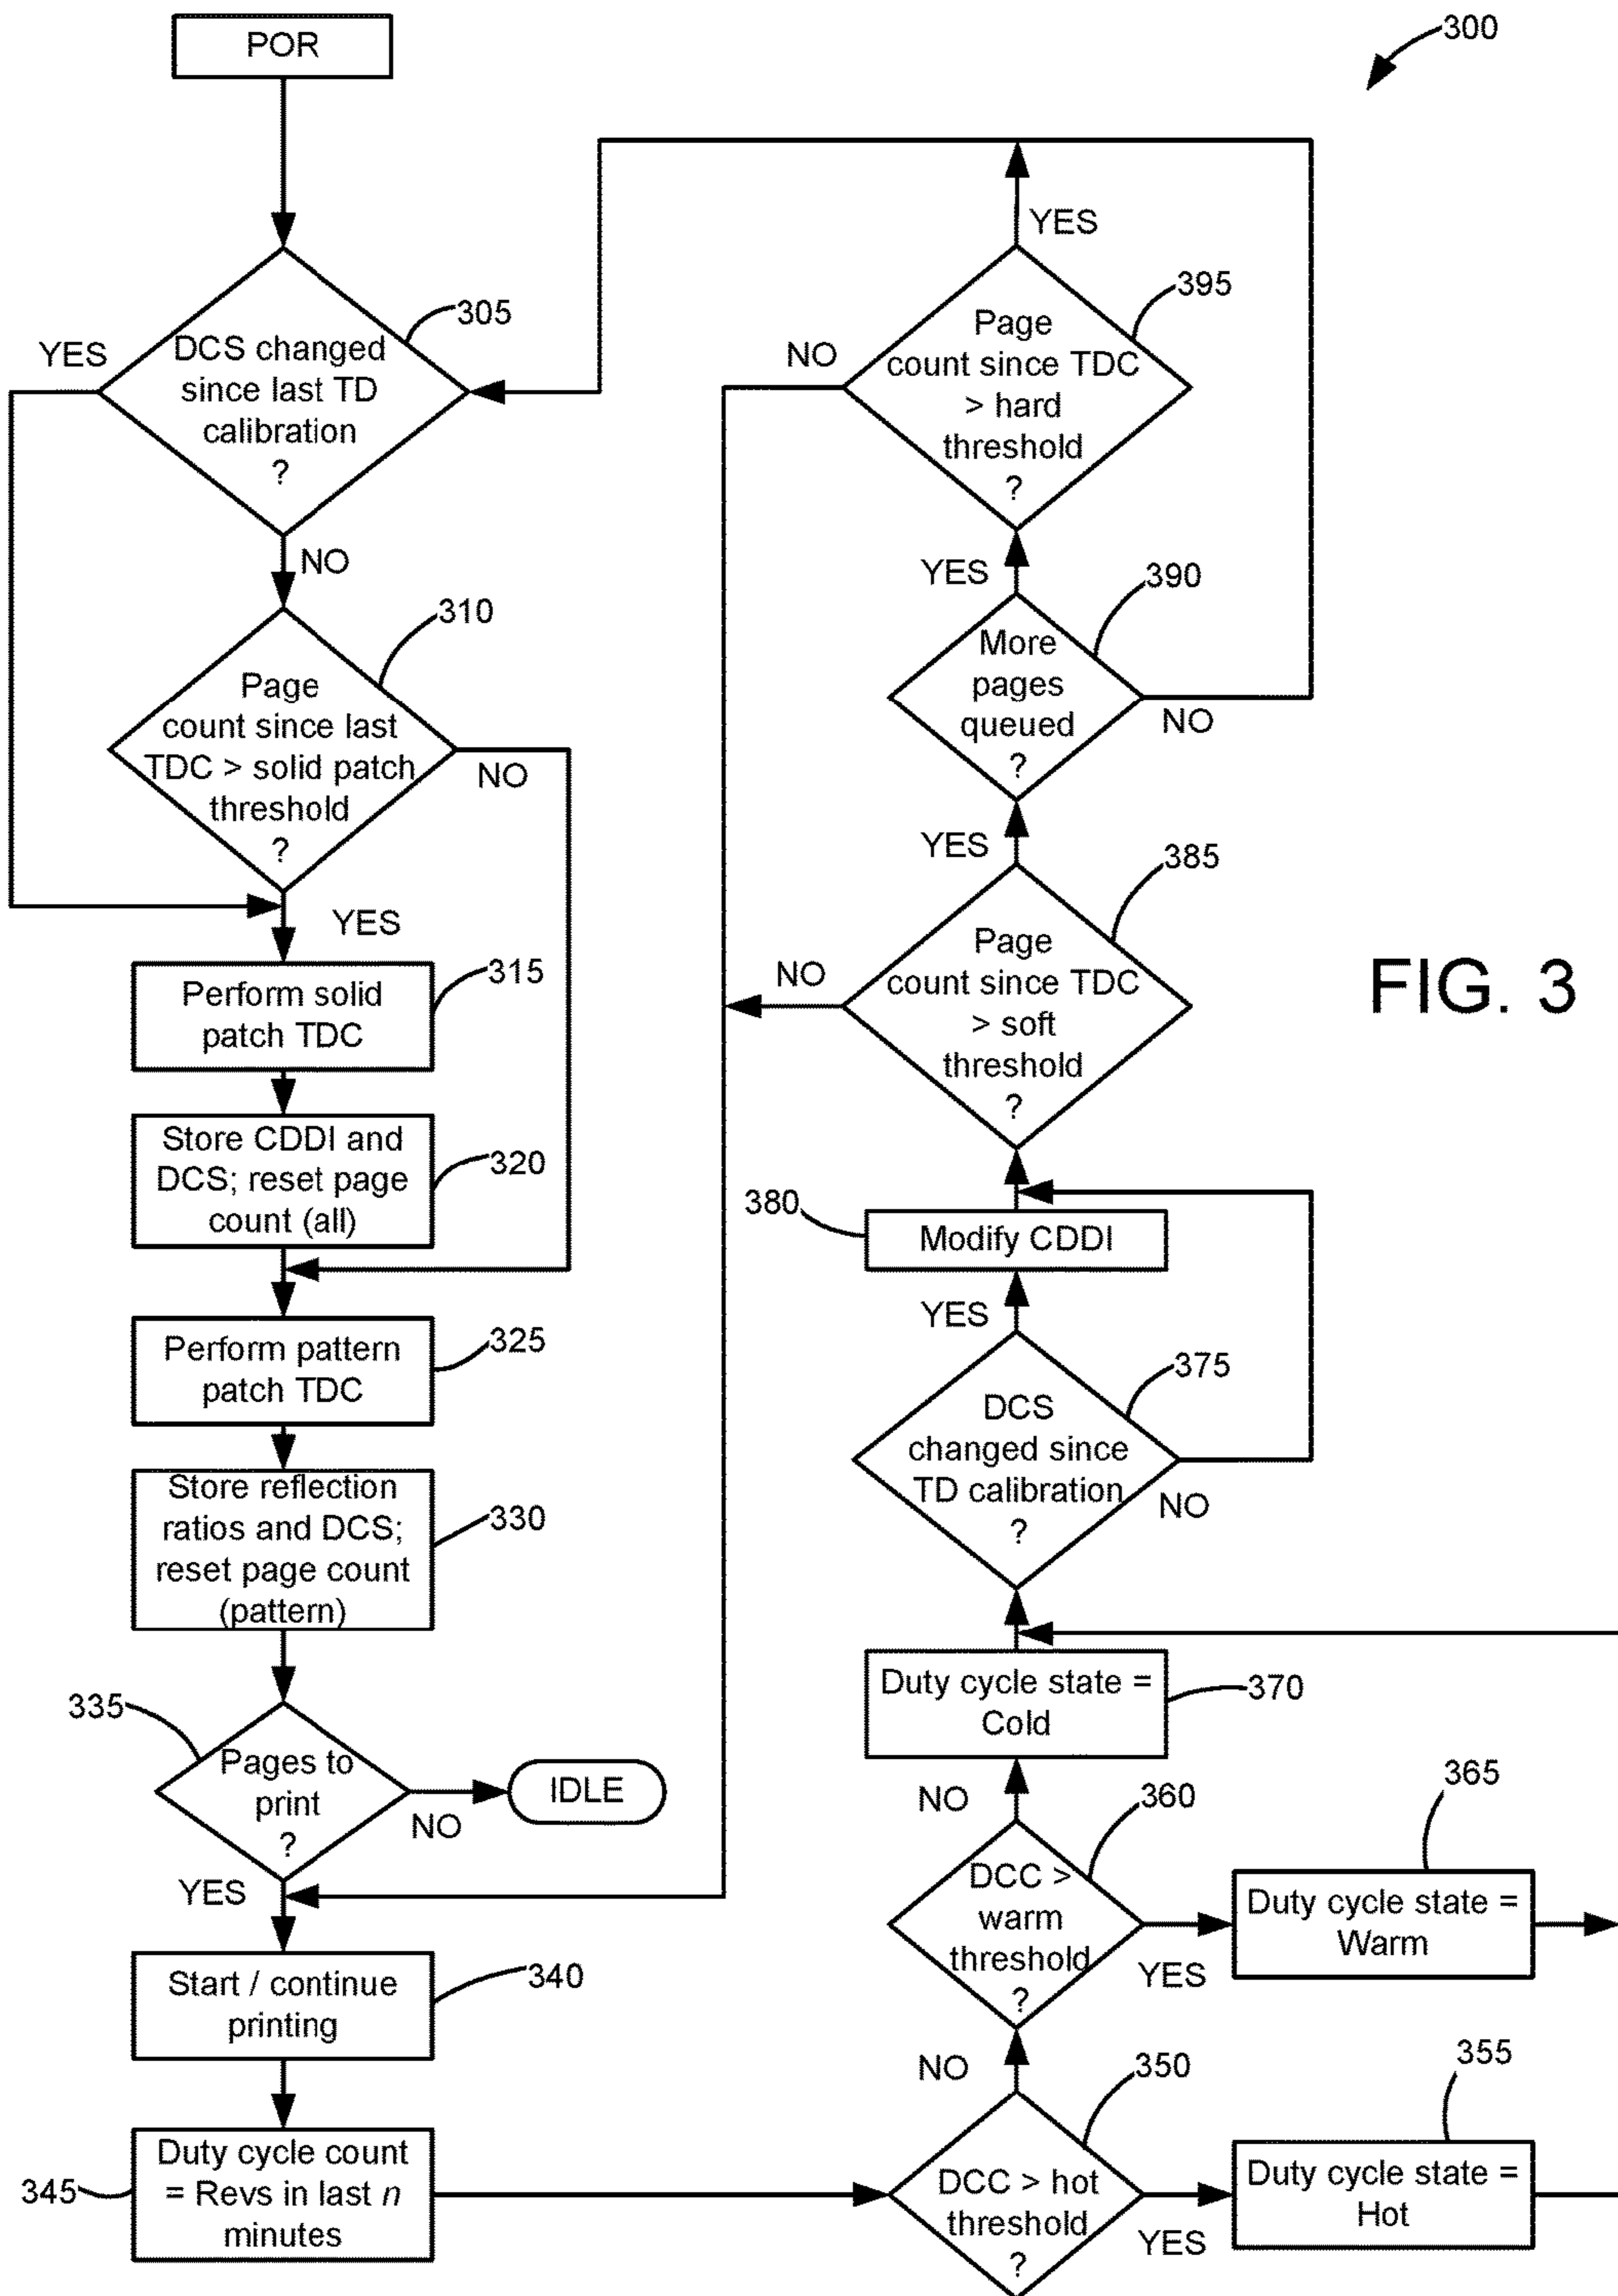 POR
300
DCS changed
since last TD
calibration
?
305
YES
NO
Page
count since last
TDC > solid patch
threshold
?
310
NO
YES
Perform solid
patch TDC
315
Store CDDI and
DCS; reset page
count (all)
320
Perform pattern
patch TDC
325
Store reflection
ratios and DCS;
reset page count
(pattern)
330
335
Pages to
print
?
NO
IDLE
YES
Start / continue
printing
340
345
Duty cycle count
= Revs in last n
minutes
DCC > hot
threshold
?
350
YES
Duty cycle state =
Hot
355
NO
DCC >
warm
threshold
?
360
YES
Duty cycle state =
Warm
365
NO
Duty cycle state =
Cold
370
DCS
changed since
TD calibration
?
375
NO
YES
380
Modify CDDI
Page
count since TDC
> soft
threshold
?
385
NO
YES
More
pages
queued
?
390
NO
YES
Page
count since TDC
> hard
threshold
?
395
NO
YES
FIG. 3